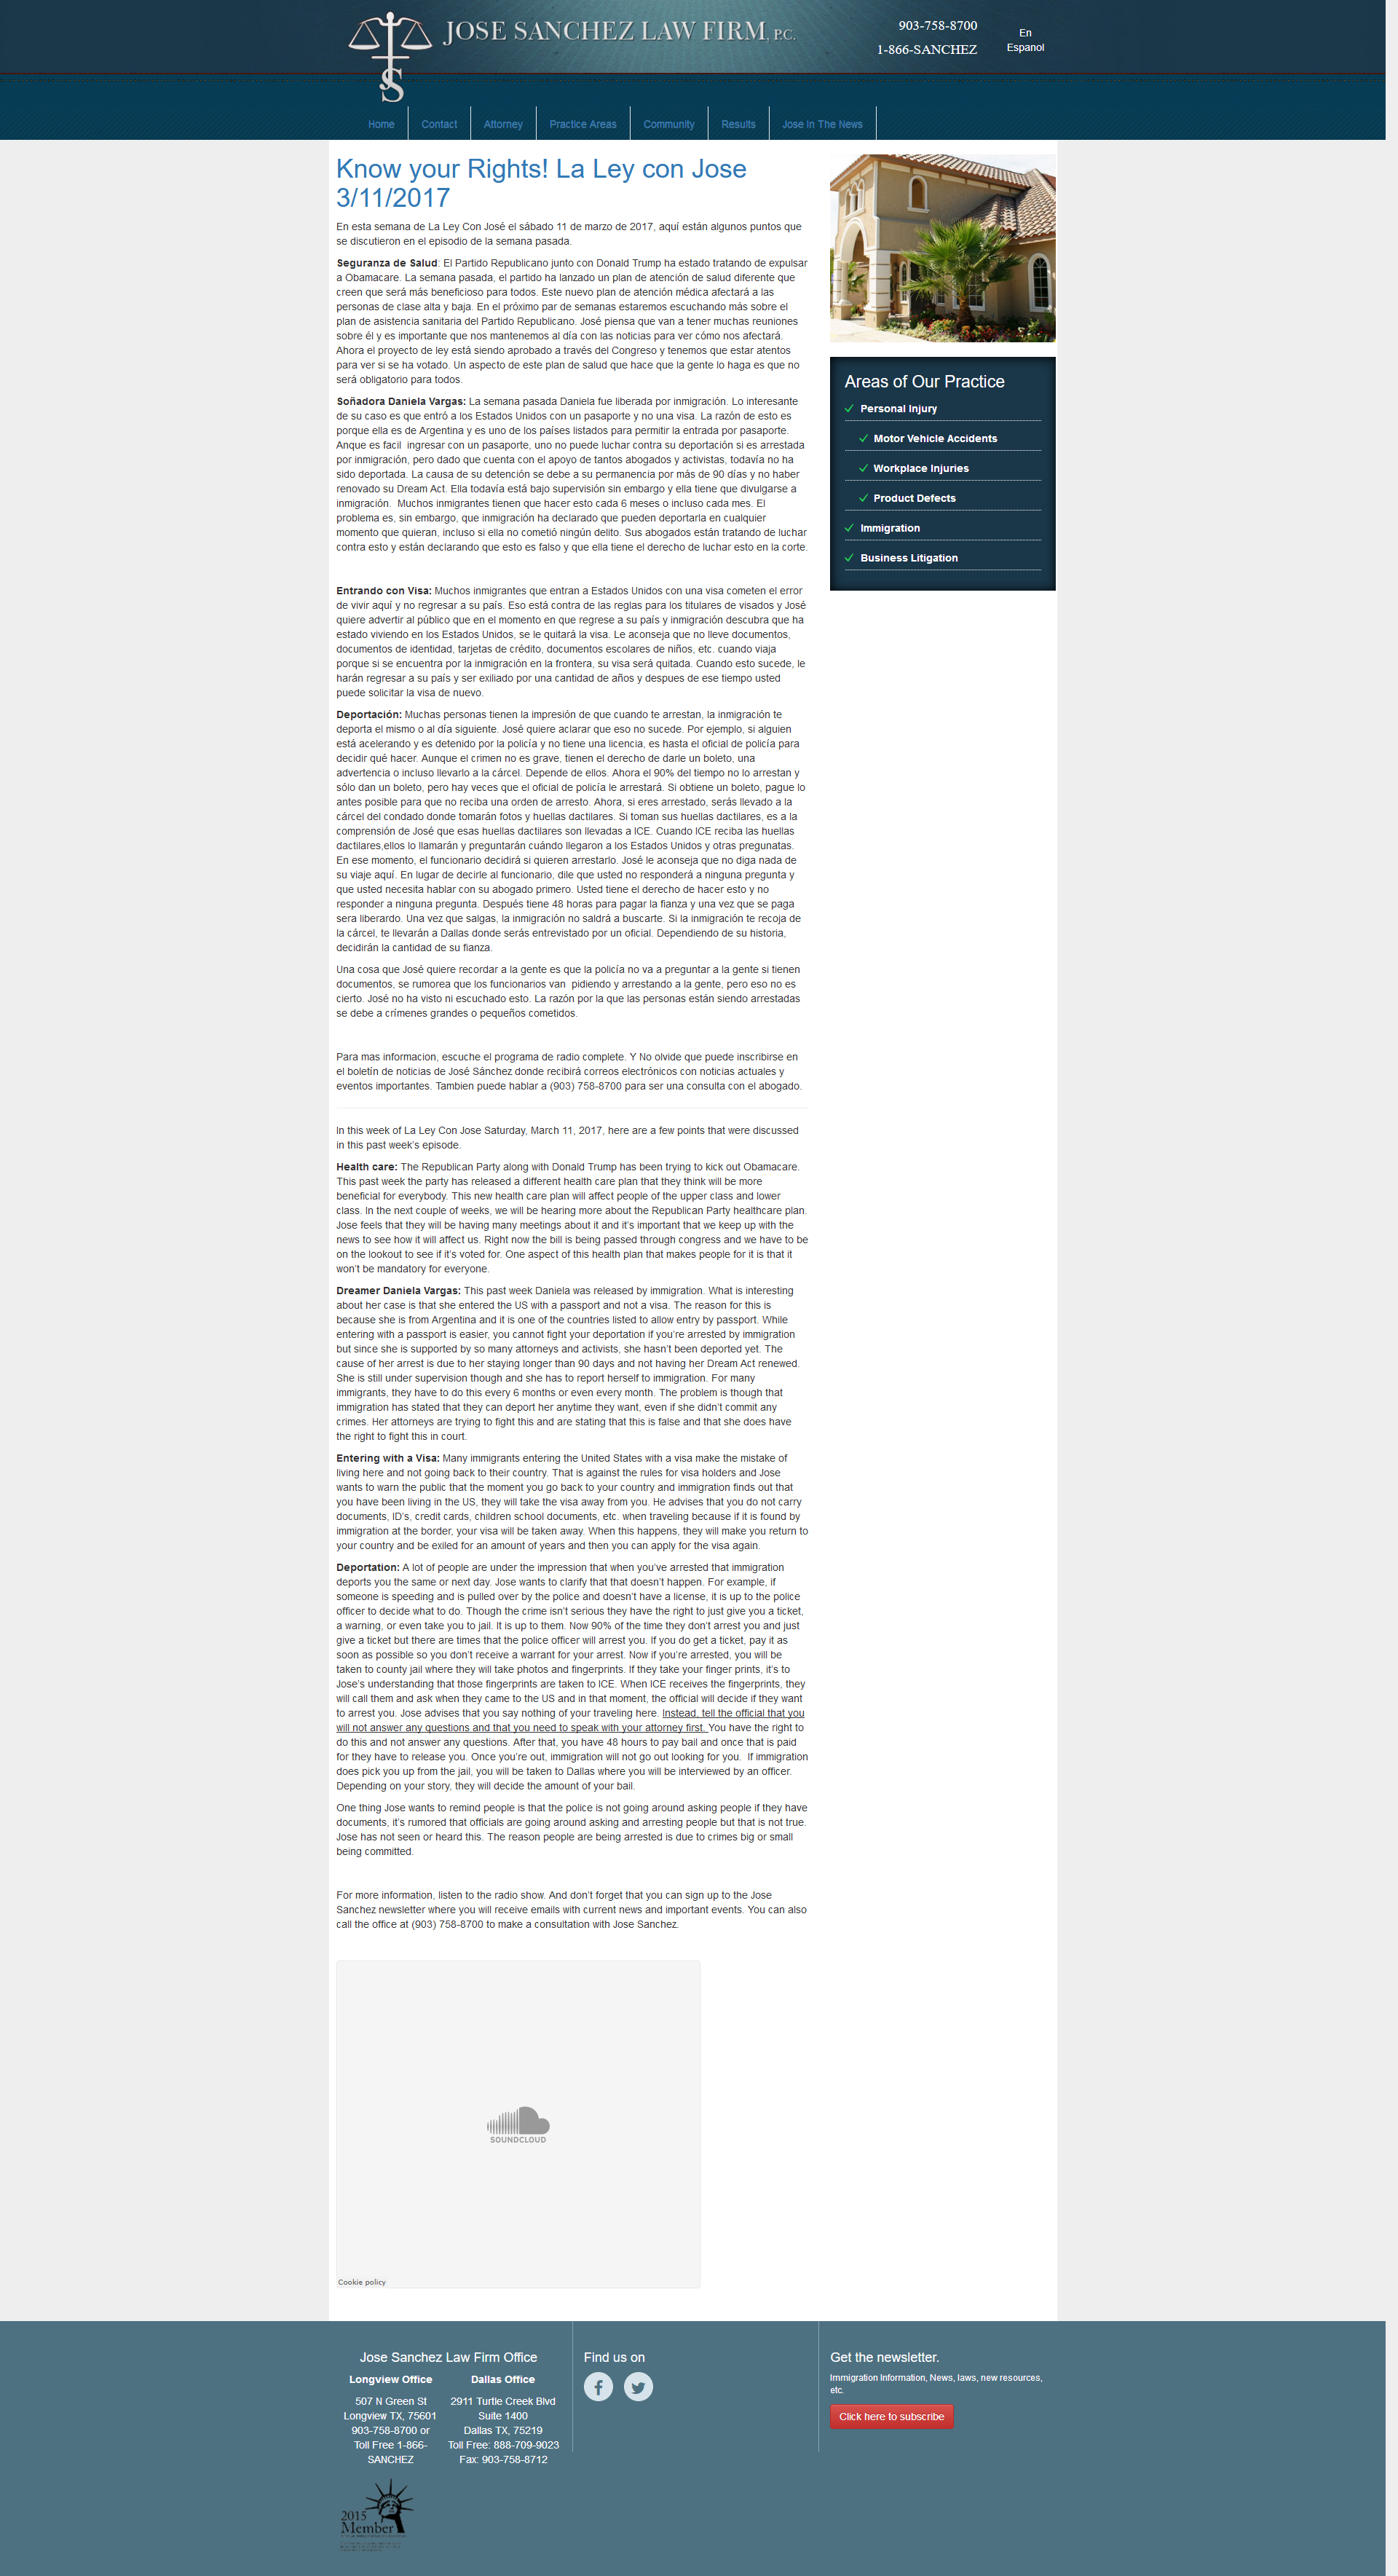 JOSE SANCHEZ LAW FIRM, P.C.
903-758-8700
1-866-SANCHEZ
En
Espanol
Home
Contact
Attorney
Practice Areas
Community
Results
Jose in The News
Know your Rights! La Ley con Jose
3/11/2017
En esta semana de La Ley Con José el sábado 11 de marzo de 2017, aquí están algunos puntos que
se discutieron en el episodio de la semana pasada.
Seguranza de Salud: El Partido Republicano junto con Donald Trump ha estado tratando de expulsar
a Obamacare. La semana pasada, el partido ha lanzado un plan de atención de salud diferente que
creen que será más beneficioso para todos. Este nuevo plan de atención médica afectará a las
personas de clase alta y baja. En el próximo par de semanas estaremos escuchando más sobre el
plan de asistencia sanitaria del Partido Republicano. José piensa que van a tener muchas reuniones
sobre él y es importante que nos mantenemos al día con las noticias para ver cómo nos afectará.
Ahora el proyecto de ley está siendo aprobado a través del Congreso y tenemos que estar atentos
para ver si se ha votado. Un aspecto de este plan de salud que hace que la gente lo haga es que no
será obligatorio para todos.
Soñadora Daniela Vargas: La semana pasada Daniela fue liberada por inmigración. Lo interesante
de su caso es que entró a los Estados Unidos con un pasaporte y no una visa. La razón de esto es
porque ella es de Argentina y es uno de los países listados para permitir la entrada por pasaporte.
Anque es facil  ingresar con un pasaporte, uno no puede luchar contra su deportación si es arrestada
por inmigración, pero dado que cuenta con el apoyo de tantos abogados y activistas, todavía no ha
sido deportada. La causa de su detención se debe a su permanencia por más de 90 días y no haber
renovado su Dream Act. Ella todavía está bajo supervisión sin embargo y ella tiene que divulgarse a
inmigración.  Muchos inmigrantes tienen que hacer esto cada 6 meses o incluso cada mes. El
problema es, sin embargo, que inmigración ha declarado que pueden deportarla en cualquier
momento que quieran, incluso si ella no cometió ningún delito. Sus abogados están tratando de luchar
contra esto y están declarando que esto es falso y que ella tiene el derecho de luchar esto en la corte.
Entrando con Visa: Muchos inmigrantes que entran a Estados Unidos con una visa cometen el error
de vivir aquí y no regresar a su país. Eso está contra de las reglas para los titulares de visados y José
quiere advertir al público que en el momento en que regrese a su país y inmigración descubra que ha
estado viviendo en los Estados Unidos, se le quitará la visa. Le aconseja que no lleve documentos,
documentos de identidad, tarjetas de crédito, documentos escolares de niños, etc. cuando viaja
porque si se encuentra por la inmigración en la frontera, su visa será quitada. Cuando esto sucede, le
harán regresar a su país y ser exiliado por una cantidad de años y despues de ese tiempo usted
puede solicitar la visa de nuevo.
Deportación: Muchas personas tienen la impresión de que cuando te arrestan, la inmigración te
deporta el mismo o al día siguiente. José quiere aclarar que eso no sucede. Por ejemplo, si alguien
está acelerando y es detenido por la policía y no tiene una licencia, es hasta el oficial de policía para
decidir qué hacer. Aunque el crimen no es grave, tienen el derecho de darle un boleto, una
advertencia o incluso llevarlo a la cárcel. Depende de ellos. Ahora el 90% del tiempo no lo arrestan y
sólo dan un boleto, pero hay veces que el oficial de policía le arrestará. Si obtiene un boleto, pague lo
antes posible para que no reciba una orden de arresto. Ahora, si eres arrestado, serás llevado a la
cárcel del condado donde tomarán fotos y huellas dactilares. Si toman sus huellas dactilares, es a la
comprensión de José que esas huellas dactilares son llevadas a ICE. Cuando ICE reciba las huellas
dactilares,ellos lo llamarán y preguntarán cuándo llegaron a los Estados Unidos y otras pregunatas.
En ese momento, el funcionario decidirá si quieren arrestarlo. José le aconseja que no diga nada de
su viaje aquí. En lugar de decirle al funcionario, dile que usted no responderá a ninguna pregunta y
que usted necesita hablar con su abogado primero. Usted tiene el derecho de hacer esto y no
responder a ninguna pregunta. Después tiene 48 horas para pagar la fianza y una vez que se paga
sera liberardo. Una vez que salgas, la inmigración no saldrá a buscarte. Si la inmigración te recoja de
la cárcel, te llevarán a Dallas donde serás entrevistado por un oficial. Dependiendo de su historia,
decidirán la cantidad de su fianza.
Una cosa que José quiere recordar a la gente es que la policía no va a preguntar a la gente si tienen
documentos, se rumorea que los funcionarios van  pidiendo y arrestando a la gente, pero eso no es
cierto. José no ha visto ni escuchado esto. La razón por la que las personas están siendo arrestadas
se debe a crímenes grandes o pequeños cometidos.
Para mas informacion, escuche el programa de radio complete. Y No olvide que puede inscribirse en
el boletín de noticias de José Sánchez donde recibirá correos electrónicos con noticias actuales y
eventos importantes. Tambien puede hablar a (903) 758-8700 para ser una consulta con el abogado.
In this week of La Ley Con Jose Saturday, March 11, 2017, here are a few points that were discussed
in this past week's episode.
Health care: The Republican Party along with Donald Trump has been trying to kick out Obamacare.
This past week the party has released a different health care plan that they think will be more
beneficial for everybody. This new health care plan will affect people of the upper class and lower
class. In the next couple of weeks, we will be hearing more about the Republican Party healthcare plan.
Jose feels that they will be having many meetings about it and it's important that we keep up with the
news to see how it will affect us. Right now the bill is being passed through congress and we have to be
on the lookout to see if it's voted for. One aspect of this health plan that makes people for it is that it
won't be mandatory for everyone.
Dreamer Daniela Vargas: This past week Daniela was released by immigration. What is interesting
about her case is that she entered the US with a passport and not a visa. The reason for this is
because she is from Argentina and it is one of the countries listed to allow entry by passport. While
entering with a passport is easier, you cannot fight your deportation if you're arrested by immigration
but since she is supported by so many attorneys and activists, she hasn't been deported yet. The
cause of her arrest is due to her staying longer than 90 days and not having her Dream Act renewed.
She is still under supervision though and she has to report herself to immigration. For many
immigrants, they have to do this every 6 months or even every month. The problem is though that
immigration has stated that they can deport her anytime they want, even if she didn't commit any
crimes. Her attorneys are trying to fight this and are stating that this is false and that she does have
the right to fight this in court.
Entering with a Visa: Many immigrants entering the United States with a visa make the mistake of
living here and not going back to their country. That is against the rules for visa holders and Jose
wants to warn the public that the moment you go back to your country and immigration finds out that
you have been living in the US, they will take the visa away from you. He advises that you do not carry
documents, ID's, credit cards, children school documents, etc. when traveling because if it is found by
immigration at the border, your visa will be taken away. When this happens, they will make you return to
your country and be exiled for an amount of years and then you can apply for the visa again.
Deportation: A lot of people are under the impression that when you've arrested that immigration
deports you the same or next day. Jose wants to clarify that that doesn't happen. For example, if
someone is speeding and is pulled over by the police and doesn't have a license, it is up to the police
officer to decide what to do. Though the crime isn't serious they have the right to just give you a ticket,
a warning, or even take you to jail. It is up to them. Now 90% of the time they don't arrest you and just
give a ticket but there are times that the police officer will arrest you. If you do get a ticket, pay it as
soon as possible so you don't receive a warrant for your arrest. Now if you're arrested, you will be
taken to county jail where they will take photos and fingerprints. If they take your finger prints, it's to
Jose's understanding that those fingerprints are taken to ICE. When ICE receives the fingerprints, they
will call them and ask when they came to the US and in that moment, the official will decide if they want
to arrest you. Jose advises that you say nothing of your traveling here. Instead, tell the official that you
will not answer any questions and that you need to speak with your attorney first. You have the right to
do this and not answer any questions. After that, you have 48 hours to pay bail and once that is paid
for they have to release you. Once you're out, immigration will not go out looking for you.  If immigration
does pick you up from the jail, you will be taken to Dallas where you will be interviewed by an officer.
Depending on your story, they will decide the amount of your bail.
One thing Jose wants to remind people is that the police is not going around asking people if they have
documents, it's rumored that officials are going around asking and arresting people but that is not true.
Jose has not seen or heard this. The reason people are being arrested is due to crimes big or small
being committed.
For more information, listen to the radio show. And don't forget that you can sign up to the Jose
Sanchez newsletter where you will receive emails with current news and important events. You can also
call the office at (903) 758-8700 to make a consultation with Jose Sanchez.
SOUNDCLOUD
Cookie policy
Areas of Our Practice
Personal Injury
Motor Vehicle Accidents
Workplace Injuries
Product Defects
Immigration
Business Litigation
Jose Sanchez Law Firm Office
Longview Office
507 N Green St
Longview TX, 75601
903-758-8700 or
Toll Free 1-866-
SANCHEZ
Dallas Office
2911 Turtle Creek Blvd
Suite 1400
Dallas TX, 75219
Toll Free: 888-709-9023
Fax: 903-758-8712
2015
Member
Find us on
Get the newsletter.
Immigration Information, News, laws, new resources,
etc.
Click here to subscribe